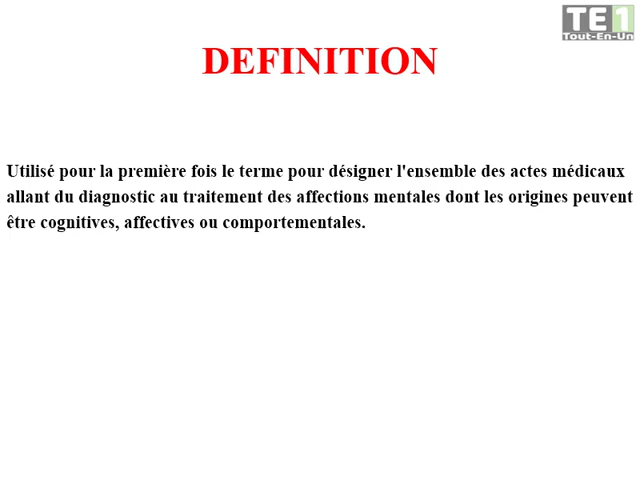 TE1
Tout-En-Un
DEFINITION
Utilisé pour la première fois le terme pour désigner l'ensemble des actes médicaux
allant du diagnostic au traitement des affections mentales dont les origines peuvent
être cognitives, affectives ou comportementales.